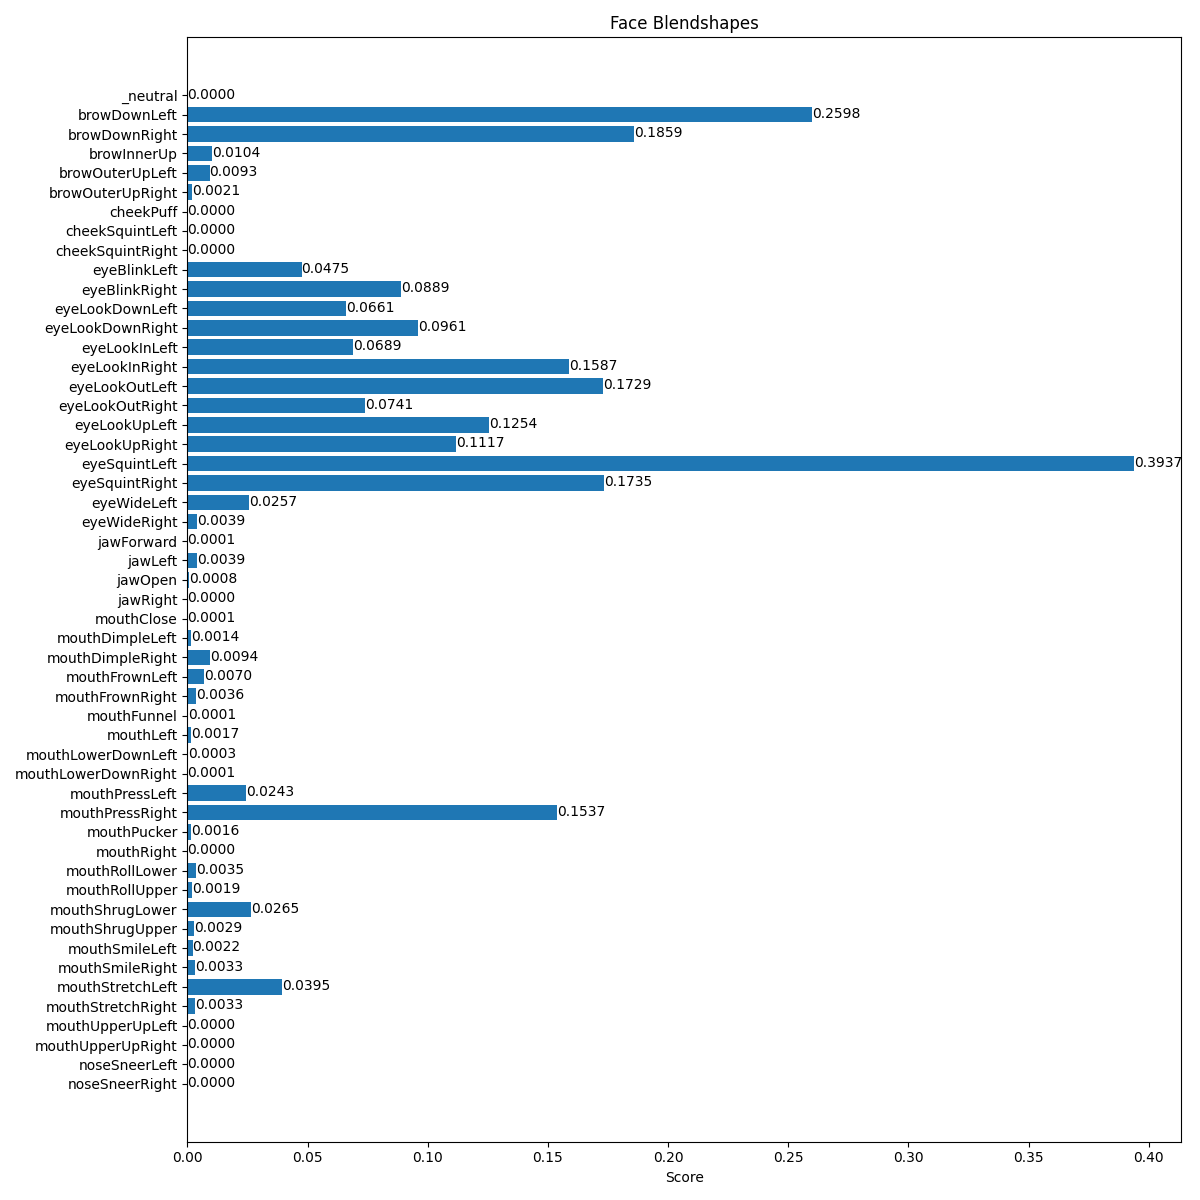 Face Blendshapes
_neutral 0.0000
browDownLeft 0.2598
browDownRight 0.1859
browInnerUp 0.0104
browOuterUpLeft 0.0093
browOuterUpRight 0.0021
cheekPuff 0.0000
cheekSquintLeft 0.0000
cheekSquintRight 0.0000
eyeBlinkLeft 0.0475
eyeBlinkRight 0.0889
eyeLookDownLeft 0.0661
eyeLookDownRight 0.0961
eyeLookInLeft 0.0689
eyeLookInRight 0.1587
eyeLookOutLeft 0.1729
eyeLookOutRight 0.0741
eyeLookUpLeft 0.1254
eyeLookUpRight 0.1117
eyeSquintLeft 0.3937
eyeSquintRight 0.1735
eyeWideLeft 0.0257
eyeWideRight 0.0039
jawForward 0.0001
jawLeft 0.0039
jawOpen 0.0008
jawRight 0.0000
mouthClose 0.0001
mouthDimpleLeft 0.0014
mouthDimpleRight 0.0094
mouthFrownLeft 0.0070
mouthFrownRight 0.0036
mouthFunnel 0.0001
mouthLeft 0.0017
mouthLowerDownLeft 0.0003
mouthLowerDownRight 0.0001
mouthPressLeft 0.0243
mouthPressRight 0.1537
mouthPucker 0.0016
mouthRight 0.0000
mouthRollLower 0.0035
mouthRollUpper 0.0019
mouthShrugLower 0.0265
mouthShrugUpper 0.0029
mouthSmileLeft 0.0022
mouthSmileRight 0.0033
mouthStretchLeft 0.0395
mouthStretchRight 0.0033
mouthUpperUpLeft 0.0000
mouthUpperUpRight 0.0000
noseSneerLeft 0.0000
noseSneerRight 0.0000
0.00 0.05 0.10 0.15 0.20 0.25 0.30 0.35 0.40
Score